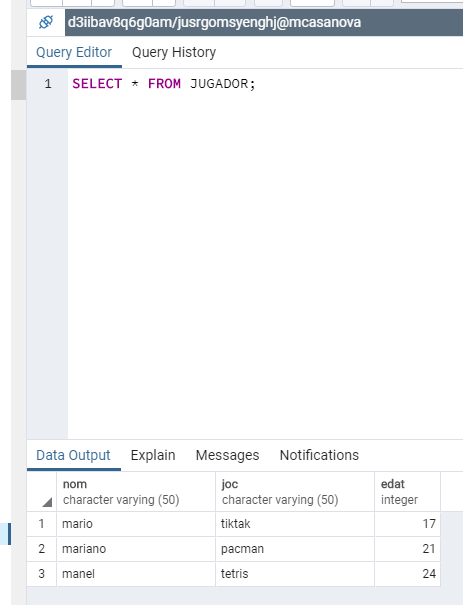 d3iibav8q6g0am/jusrgomsyenghj@mcasanova
Query Editor Query History
1 SELECT * FROM JUGADOR;
Data Output Explain Messages Notifications
nom joc edat
character varying (50) character varying (50) integer
1 mario tiktak 17
2 mariano pacman 21
3 manel tetris 24